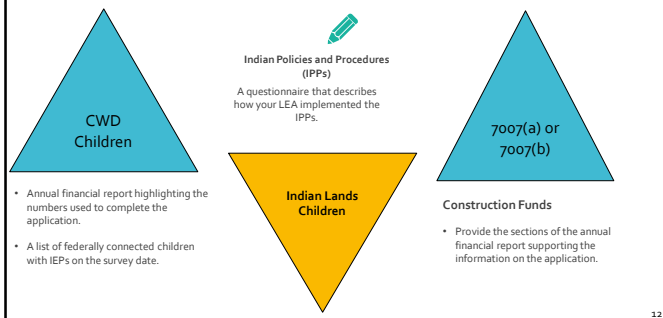 CWD
Children
• Annual financial report highlighting the
numbers used to complete the
application.
• A list of federally connected children
with IEPs on the survey date.
Indian Policies and Procedures
(IPPs)
A questionnaire that describes
how your LEA implemented the
IPPs.
Indian Lands
Children
7007(a) or
7007(b)
Construction Funds
• Provide the sections of the annual
financial report supporting the
information on the application.
12